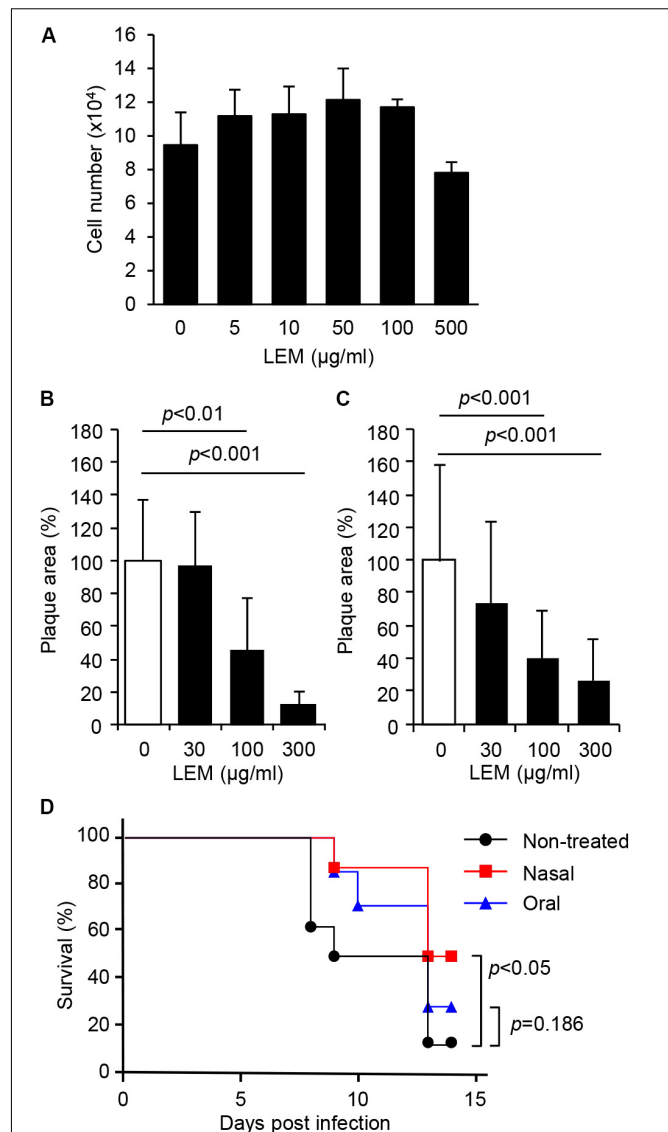 A
Cell number (x10⁴)
16
14
12
10
8
6
4
2
0
0 5 10 50 100 500
LEM (µg/ml)
B
p<0.01
p<0.001
Plaque area (%)
180
160
140
120
100
80
60
40
20
0
0 30 100 300
LEM (µg/ml)
C
p<0.001
p<0.001
Plaque area (%)
180
160
140
120
100
80
60
40
20
0
0 30 100 300
LEM (µg/ml)
D
Survival (%)
100
80
60
40
20
0
0 5 10 15
Days post infection
Non-treated
Nasal
Oral
p<0.05
p=0.186